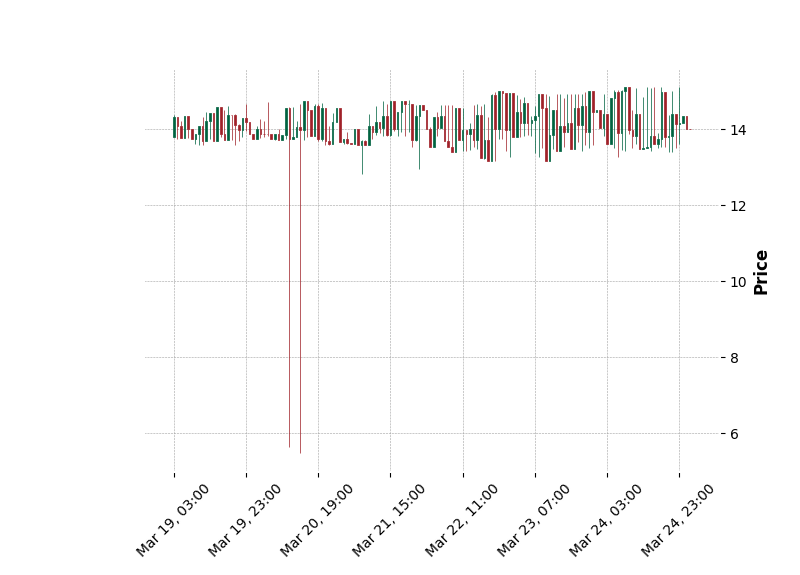 14
12
10
8
6
Price
Mar 19, 03:00
Mar 19, 23:00
Mar 20, 19:00
Mar 21, 15:00
Mar 22, 11:00
Mar 23, 07:00
Mar 24, 03:00
Mar 24, 23:00